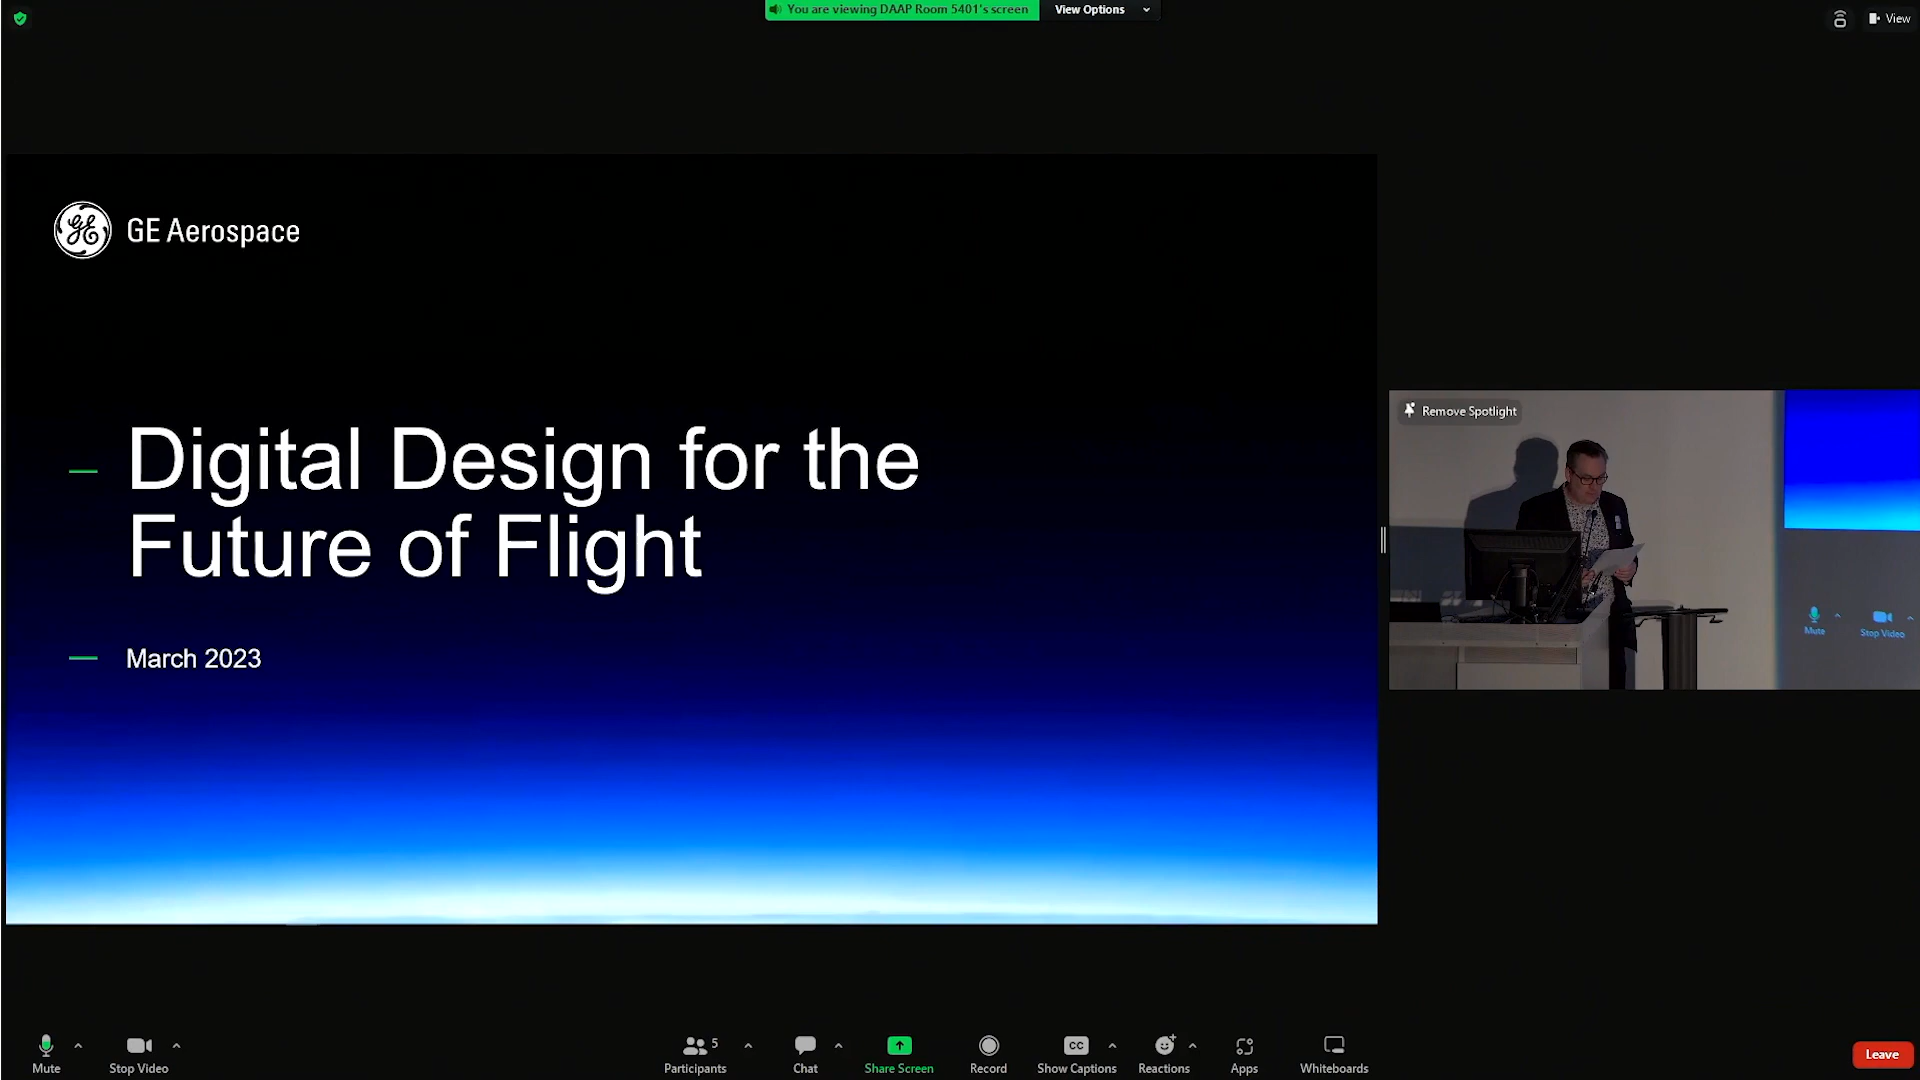 You are viewing DAAP Room 5401's screen
View Options
View
GE Aerospace
Digital Design for the
Future of Flight
March 2023
Remove Spotlight
Mute
Stop Video
Mute
Stop Video
Participants
5
Chat
Share Screen
Record
CC
Show Captions
Reactions
Apps
Whiteboards
Leave